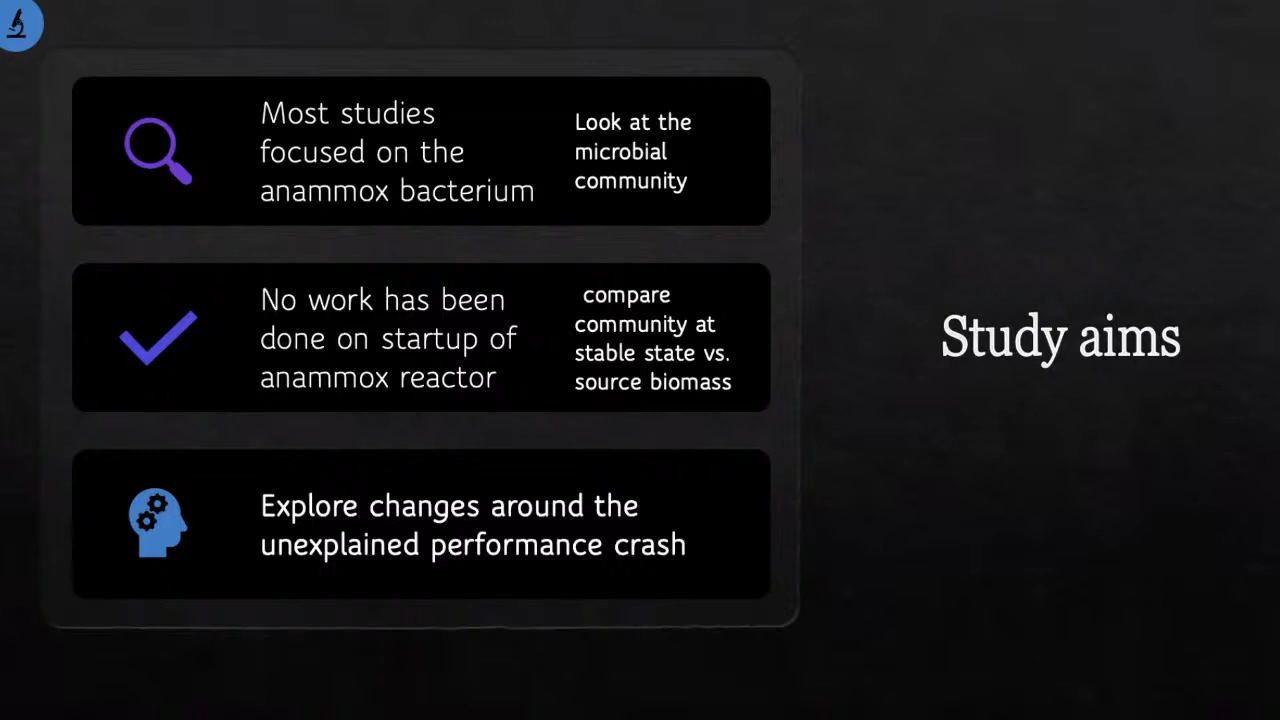 Most studies
focused on the
anammox bacterium
Look at the
microbial
community
No work has been
done on startup of
anammox reactor
compare
community at
stable state vs.
source biomass
Explore changes around the
unexplained performance crash
Study aims